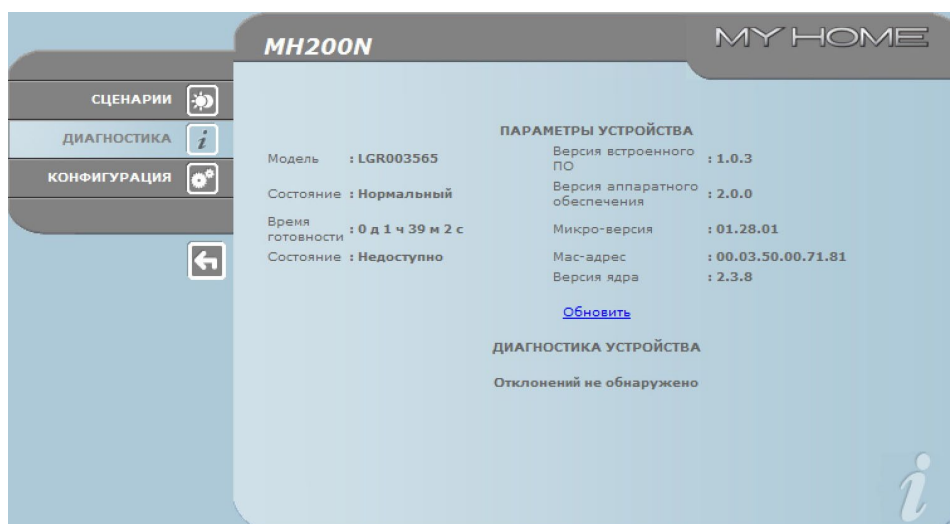 MH200N
MY HOME
СЦЕНАРИИ
ДИАГНОСТИКА
КОНФИГУРАЦИЯ
ПАРАМЕТРЫ УСТРОЙСТВА
Модель : LGR003565
Состояние : Нормальный
Время
готовности : 0 д 1 ч 39 м 2 с
Состояние : Недоступно
Версия встроенного
ПО : 1.0.3
Версия аппаратного
обеспечения : 2.0.0
Микро-версия : 01.28.01
Мас-адрес : 00.03.50.00.71.81
Версия ядра : 2.3.8
Обновить
ДИАГНОСТИКА УСТРОЙСТВА
Отклонений не обнаружено